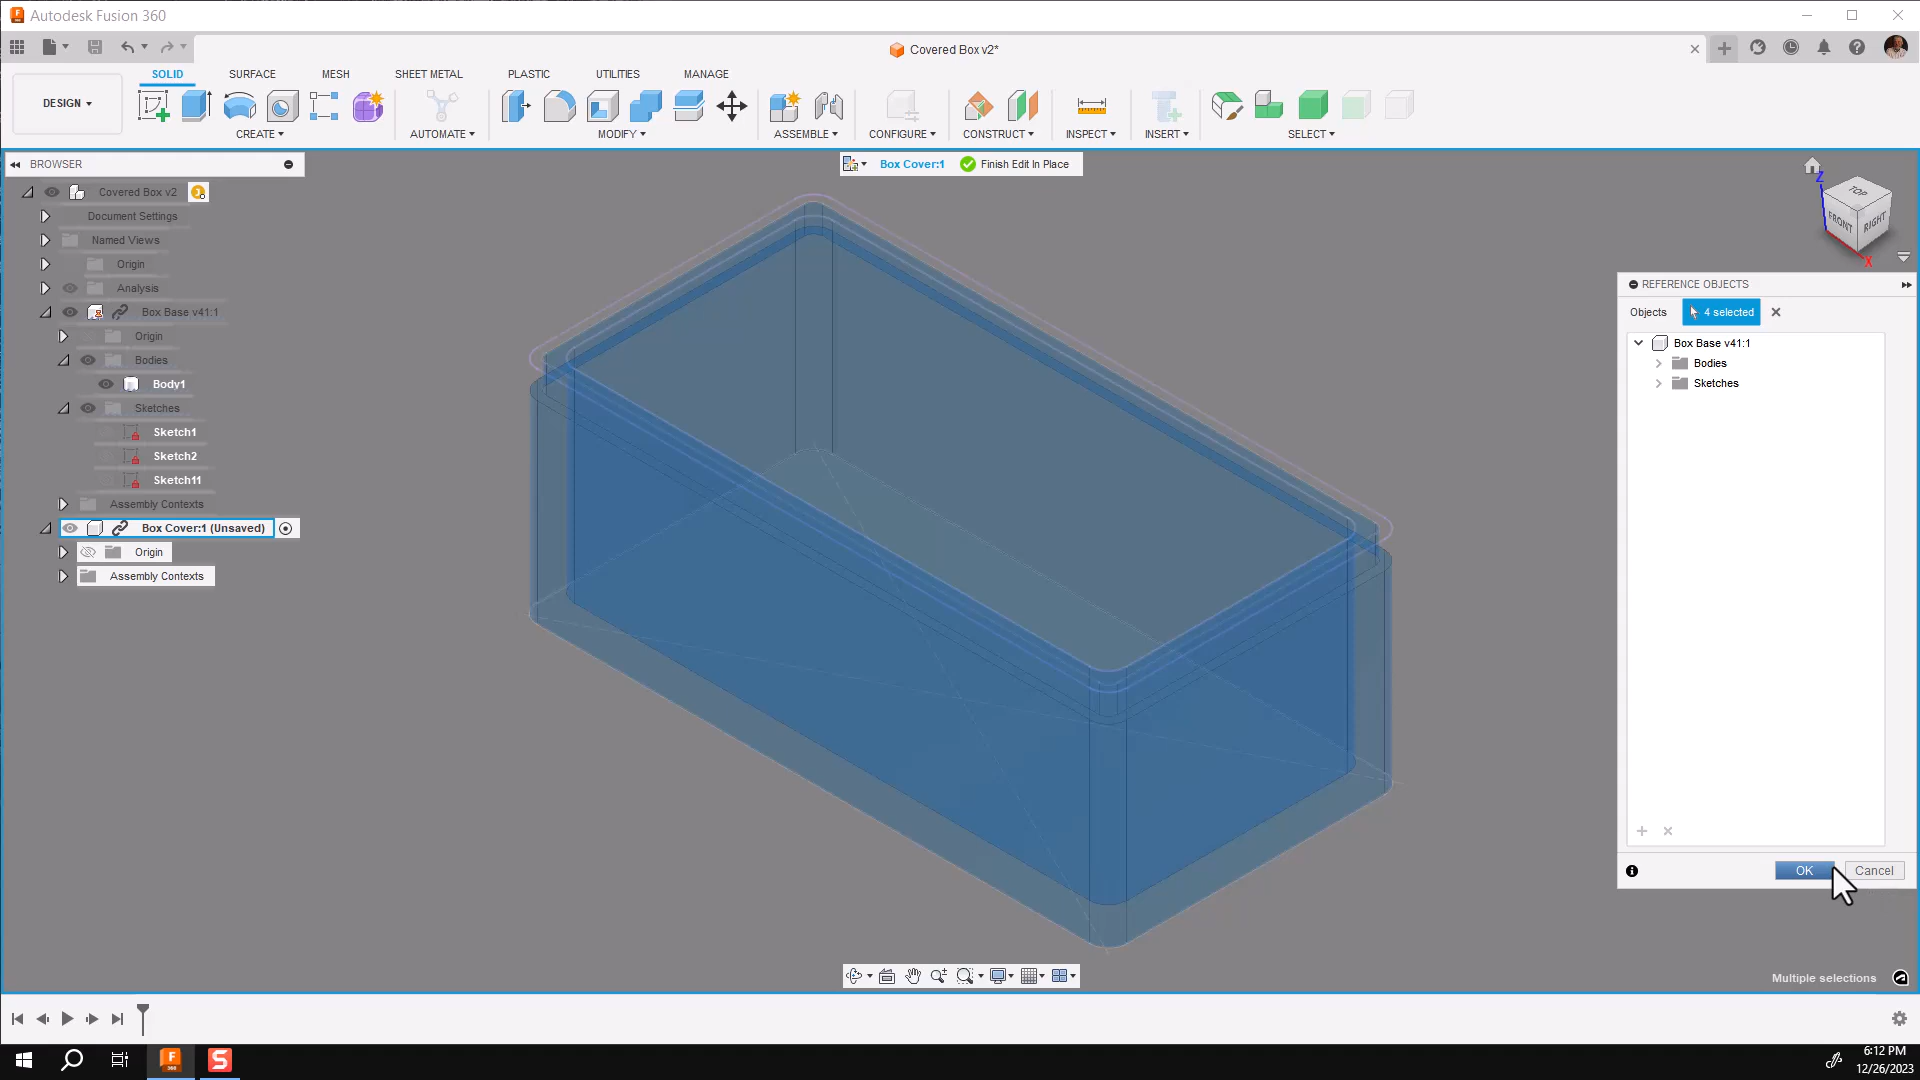 Autodesk Fusion 360
Covered Box v2*
SOLID SURFACE MESH SHEET METAL PLASTIC UTILITIES MANAGE
DESIGN
CREATE AUTOMATE MODIFY ASSEMBLE CONFIGURE CONSTRUCT INSPECT INSERT SELECT
BROWSER
Box Cover:1 Finish Edit In Place
Covered Box v2
Document Settings
Named Views
Origin
Analysis
Box Base v41:1
Origin
Bodies
Body1
Sketches
Sketch1
Sketch2
Sketch11
Assembly Contexts
Box Cover:1 (Unsaved)
Origin
Assembly Contexts
Z
TOP
FRONT
RIGHT
X
REFERENCE OBJECTS
Objects 4 selected
Box Base v41:1
Bodies
Sketches
OK Cancel
Multiple selections
F
360
S
6:12 PM
12/26/2023